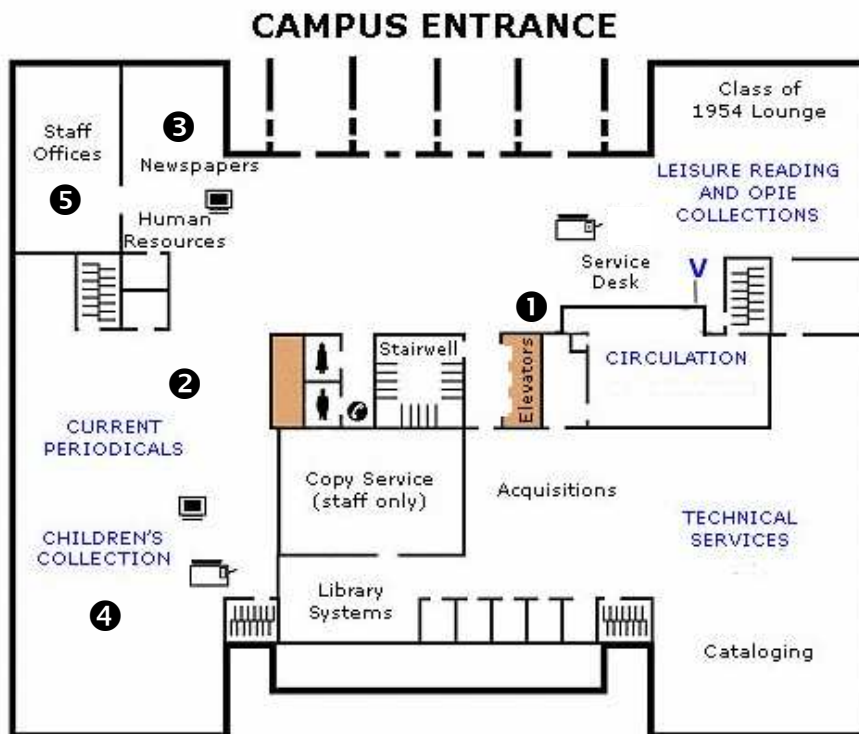 CAMPUS ENTRANCE
Class of
1954 Lounge
❸
Staff
Offices
Newspapers
LEISURE READING
AND OPIE
COLLECTIONS
❺
Human
Resources
Service
Desk
V
❶
Stairwell
Elevators
CIRCULATION
❷
CURRENT
PERIODICALS
Copy Service
(staff only)
Acquisitions
TECHNICAL
SERVICES
CHILDREN'S
COLLECTION
Library
Systems
❹
Cataloging